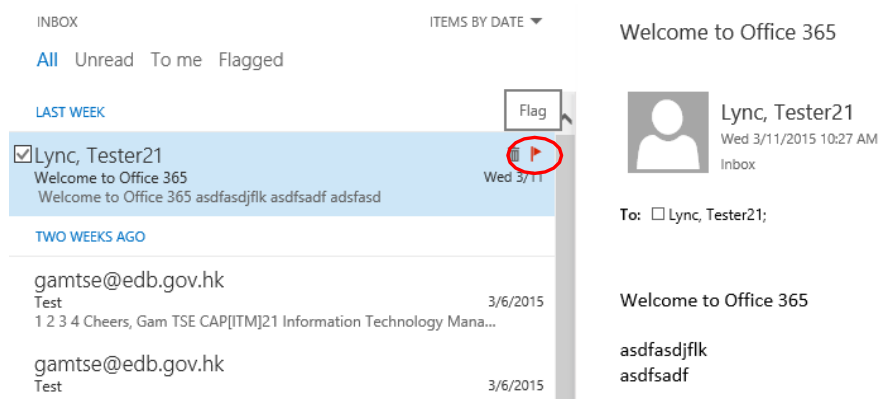 INBOX ITEMS BY DATE
All Unread To me Flagged
LAST WEEK Flag
Lync, Tester21
Welcome to Office 365 Wed 3/11
Welcome to Office 365 asdfasdjflk asdfsadf adsfasd
TWO WEEKS AGO
gamtse@edb.gov.hk
Test 3/6/2015
1 2 3 4 Cheers, Gam TSE CAP[ITM]21 Information Technology Mana...
gamtse@edb.gov.hk
Test 3/6/2015
Welcome to Office 365
Lync, Tester21
Wed 3/11/2015 10:27 AM
Inbox
To: Lync, Tester21;
Welcome to Office 365
asdfasdjflk
asdfsadf